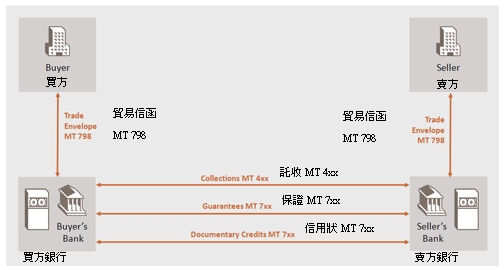 Buyer
買方
Seller
賣方
Trade
Envelope
MT 798
貿易信函
MT 798
貿易信函
MT 798
Trade
Envelope
MT 798
Collections MT 4xx
託收 MT 4xx
Guarantees MT 7xx
保證 MT 7xx
Documentary Credits MT 7xx
信用狀 MT 7xx
Buyer's
Bank
買方銀行
Seller's
Bank
賣方銀行